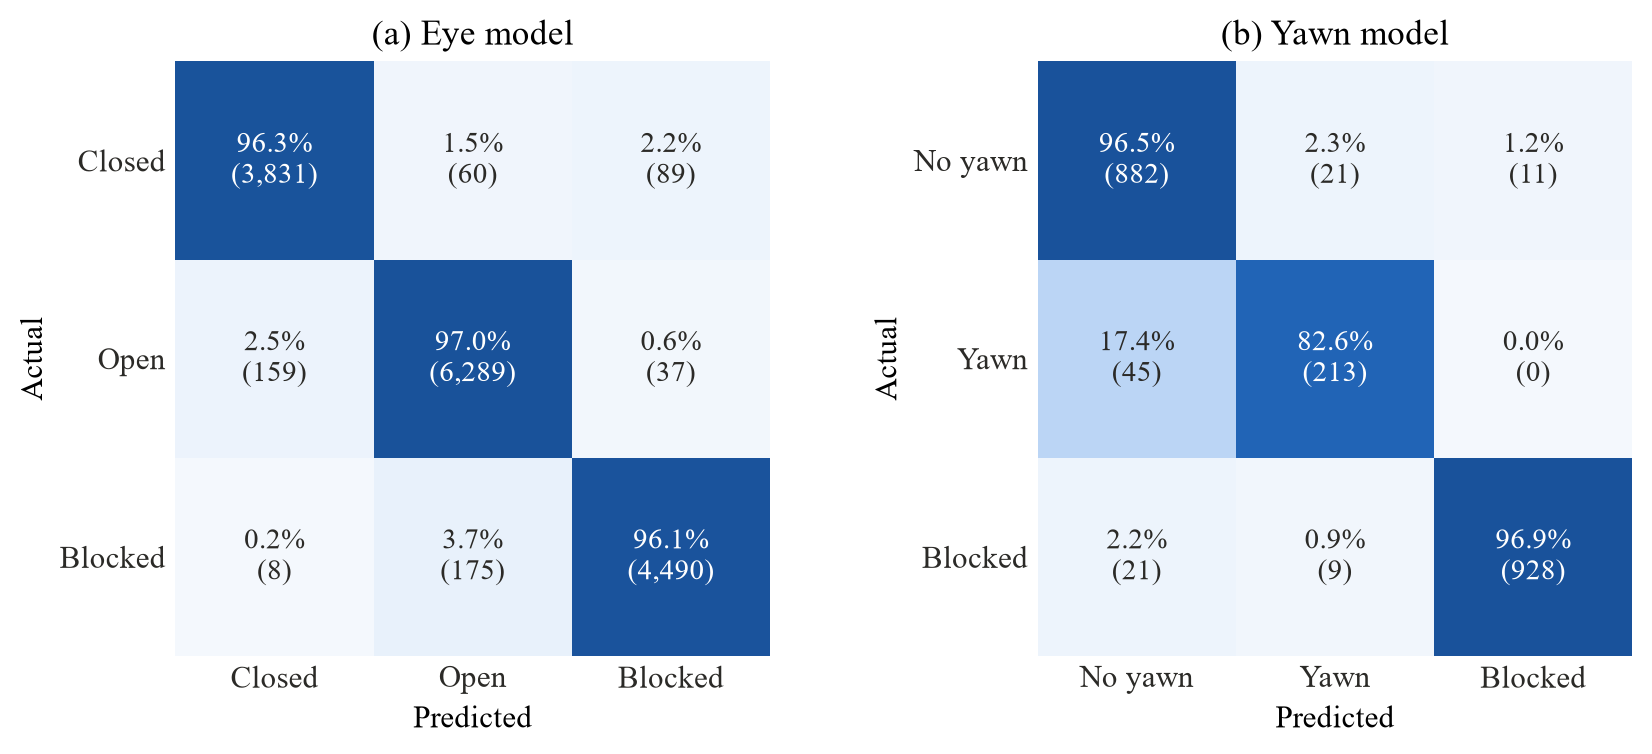 (a) Eye model
Closed
96.3%
(3,831)
1.5%
(60)
2.2%
(89)
Open
2.5%
(159)
97.0%
(6,289)
0.6%
(37)
Blocked
0.2%
(8)
3.7%
(175)
96.1%
(4,490)
Actual
Closed
Open
Blocked
Predicted
(b) Yawn model
No yawn
96.5%
(882)
2.3%
(21)
1.2%
(11)
Yawn
17.4%
(45)
82.6%
(213)
0.0%
(0)
Blocked
2.2%
(21)
0.9%
(9)
96.9%
(928)
Actual
No yawn
Yawn
Blocked
Predicted